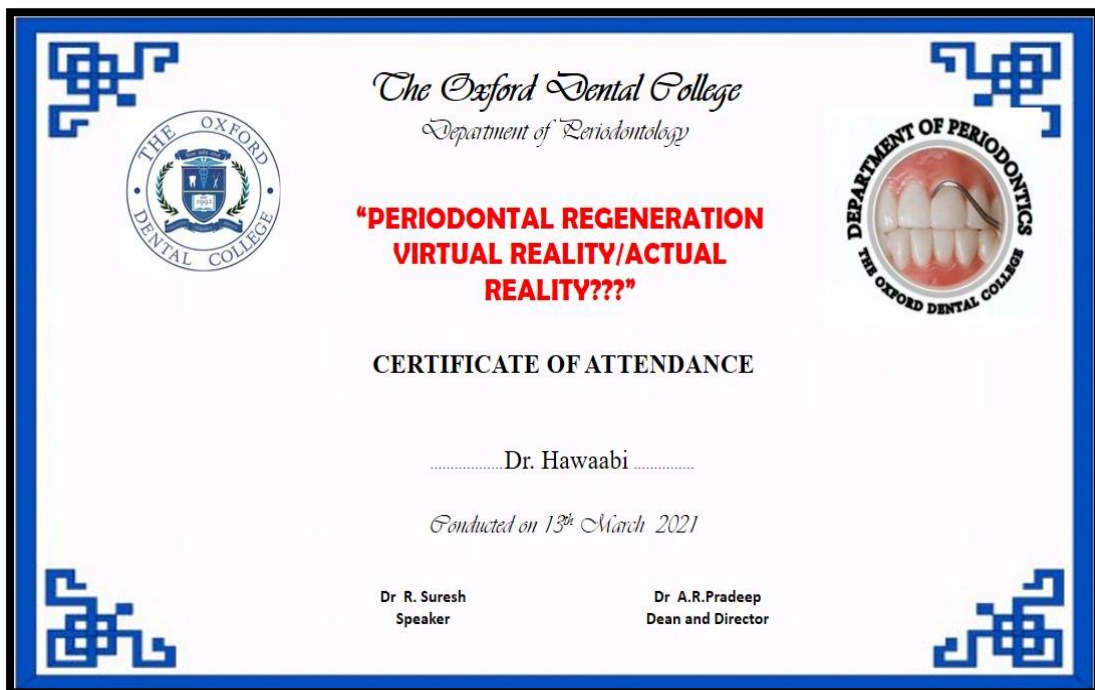 The Oxford Dental College
Department of Periodontology
THE OXFORD DENTAL COLLEGE
1992
DEPARTMENT OF PERIODONTICS
THE OXFORD DENTAL COLLEGE
“PERIODONTAL REGENERATION
VIRTUAL REALITY/ACTUAL
REALITY???”
CERTIFICATE OF ATTENDANCE
...................Dr. Hawaabi ...............
Conducted on 13th March 2021
Dr R. Suresh
Speaker
Dr A.R.Pradeep
Dean and Director